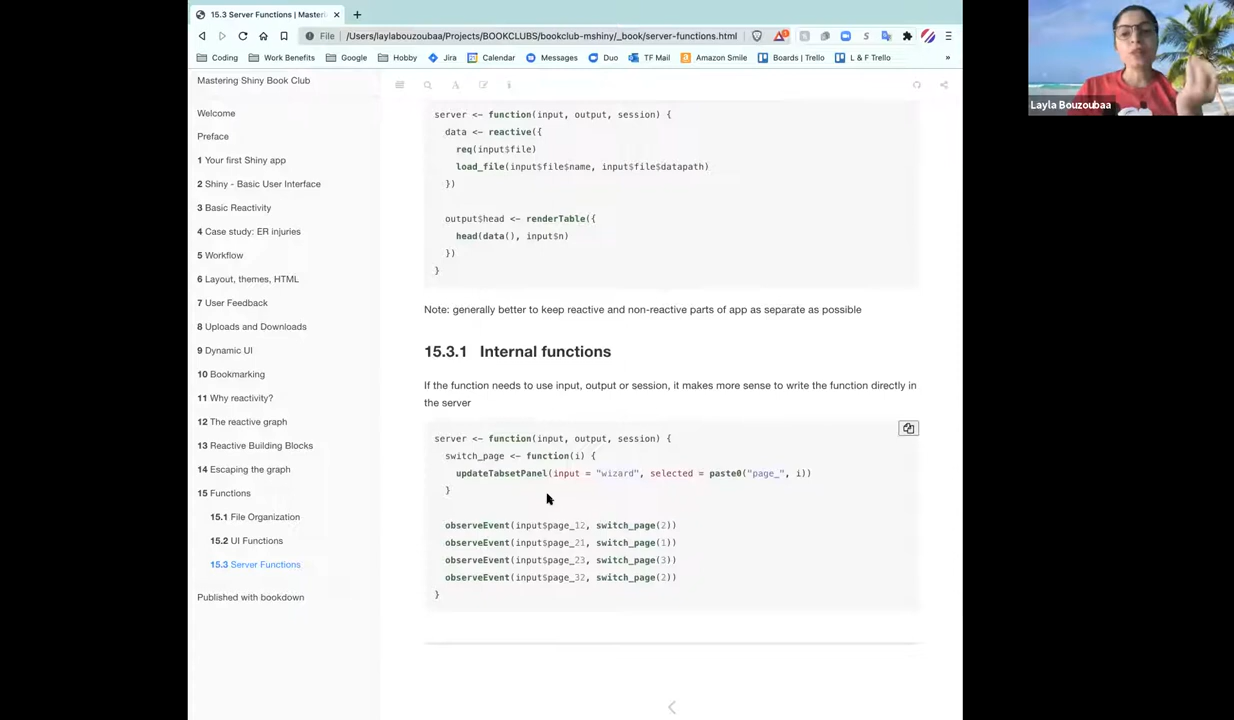 15.3 Server Functions | Masteri
File
/Users/laylabouzoubaa/Projects/BOOKCLUBS/bookclub-mshiny/_book/server-functions.html
Coding
Work Benefits
Google
Hobby
Jira
Calendar
Messages
Duo
TF Mail
Amazon Smile
Boards | Trello
L & F Trello
»
Layla Bouzoubaa
Mastering Shiny Book Club
Welcome
Preface
1 Your first Shiny app
2 Shiny - Basic User Interface
3 Basic Reactivity
4 Case study: ER injuries
5 Workflow
6 Layout, themes, HTML
7 User Feedback
8 Uploads and Downloads
9 Dynamic UI
10 Bookmarking
11 Why reactivity?
12 The reactive graph
13 Reactive Building Blocks
14 Escaping the graph
15 Functions
15.1 File Organization
15.2 UI Functions
15.3 Server Functions
Published with bookdown
server <- function(input, output, session) {
data <- reactive({
req(input$file)
load_file(input$file$name, input$file$datapath)
})
output$head <- renderTable({
head(data(), input$n)
})
}
Note: generally better to keep reactive and non-reactive parts of app as separate as possible
15.3.1 Internal functions
If the function needs to use input, output or session, it makes more sense to write the function directly in
the server
server <- function(input, output, session) {
switch_page <- function(i) {
updateTabsetPanel(input = "wizard", selected = paste0("page_", i))
}
observeEvent(input$page_12, switch_page(2))
observeEvent(input$page_21, switch_page(1))
observeEvent(input$page_23, switch_page(3))
observeEvent(input$page_32, switch_page(2))
}